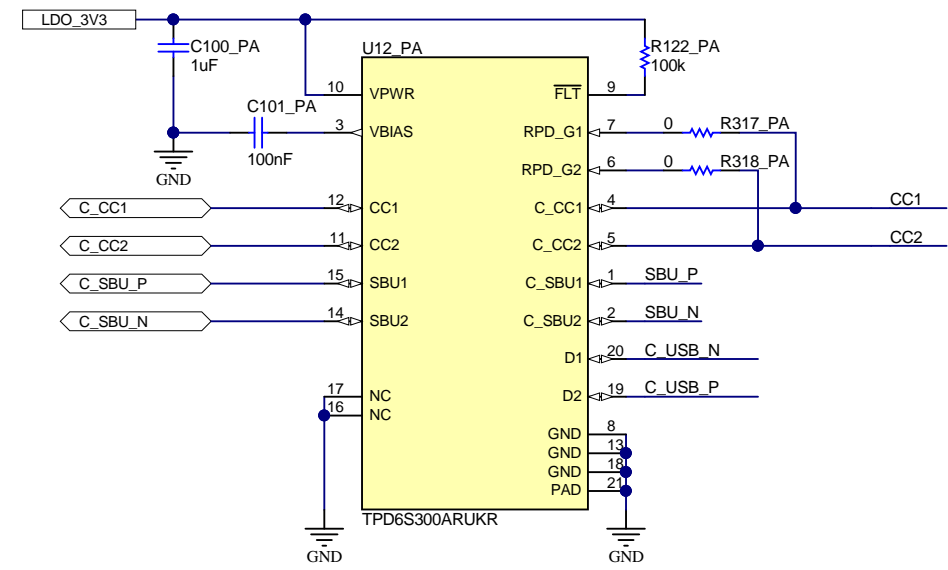 LDO_3V3
C100_PA
1uF
U12_PA
R122_PA
100k
C101_PA
100nF
GND
10 VPWR
FLT 9
3 VBIAS
RPD_G1 7
0 R317_PA
RPD_G2 6
0 R318_PA
C_CC1
12 CC1
C_CC1 4
CC1
C_CC2
11 CC2
C_CC2 5
CC2
C_SBU_P
15 SBU1
C_SBU1 1
SBU_P
C_SBU_N
14 SBU2
C_SBU2 2
SBU_N
D1 20
C_USB_N
17 NC
D2 19
C_USB_P
16 NC
GND 8
GND 13
GND 18
PAD 21
TPD6S300ARUKR
GND
GND